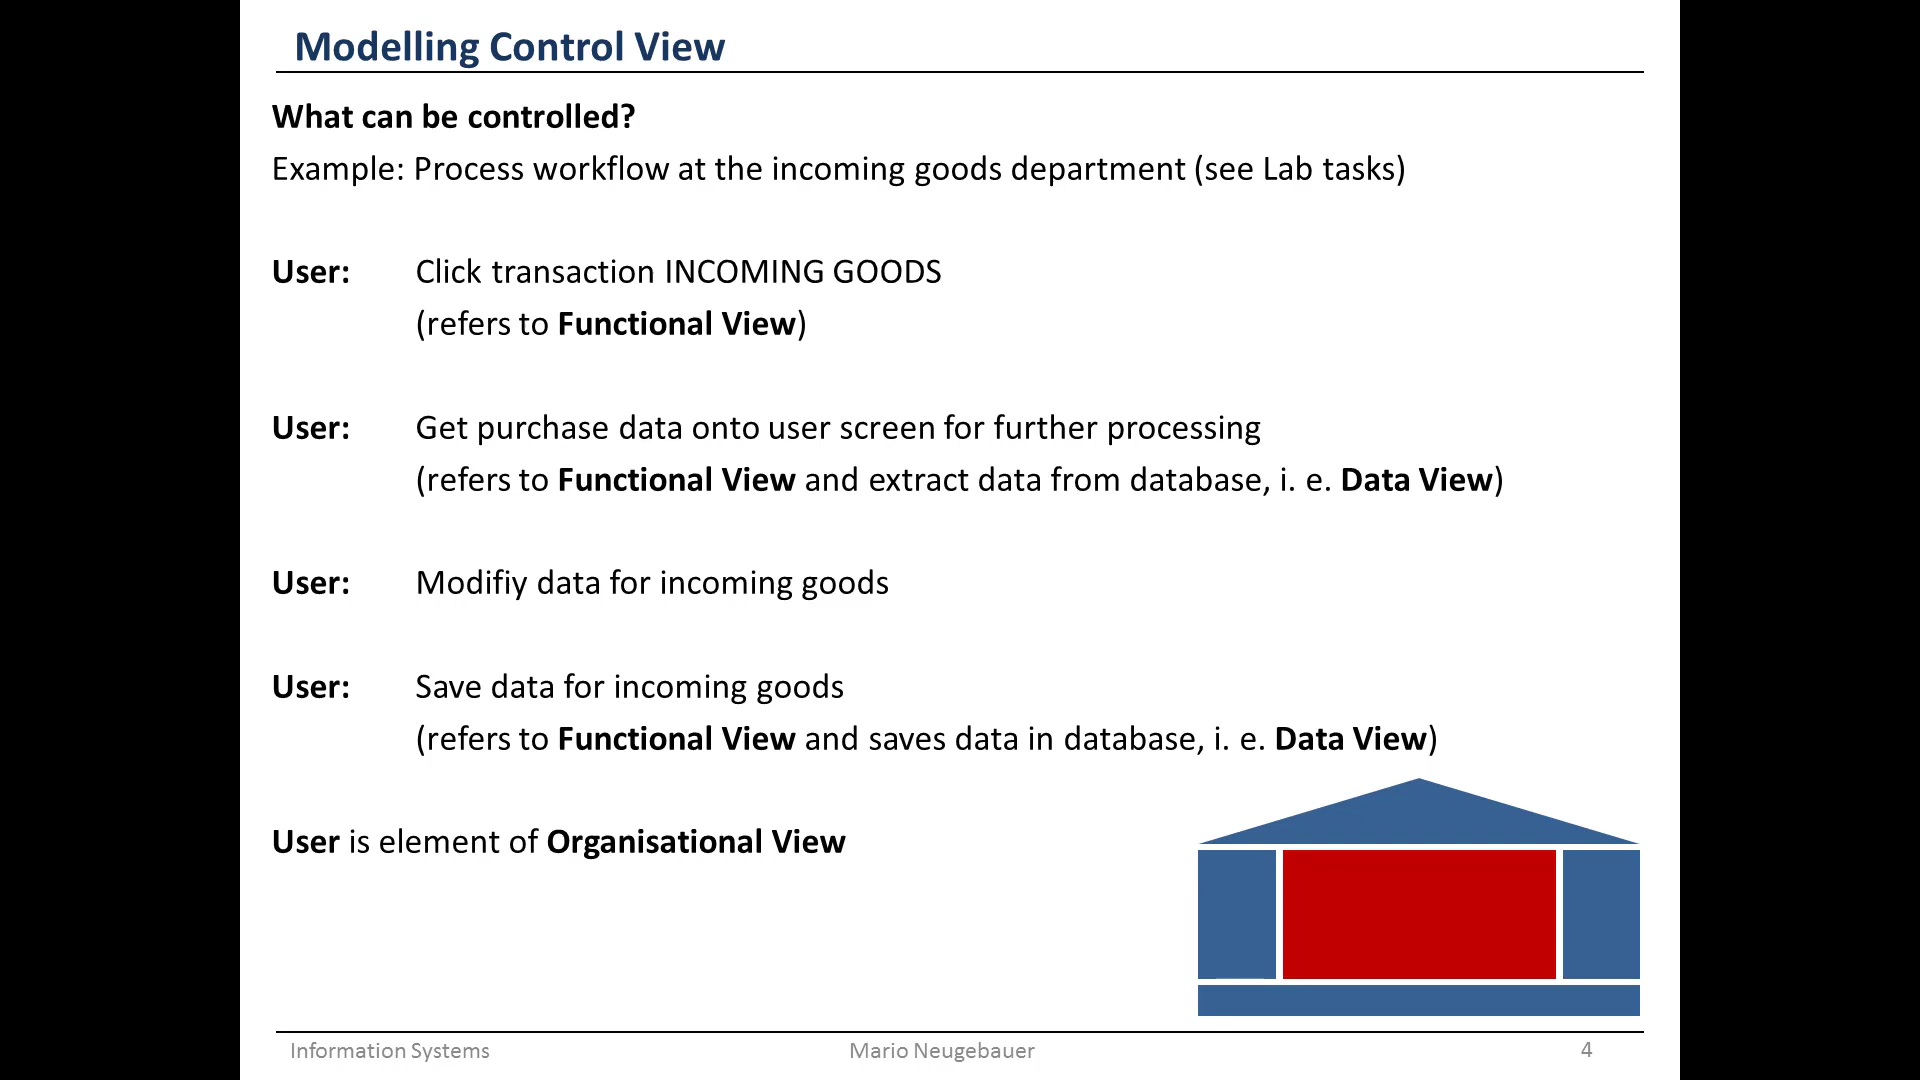 Modelling Control View
What can be controlled?
Example: Process workflow at the incoming goods department (see Lab tasks)
User: Click transaction INCOMING GOODS
(refers to Functional View)
User: Get purchase data onto user screen for further processing
(refers to Functional View and extract data from database, i. e. Data View)
User: Modifiy data for incoming goods
User: Save data for incoming goods
(refers to Functional View and saves data in database, i. e. Data View)
User is element of Organisational View
Information Systems Mario Neugebauer 4